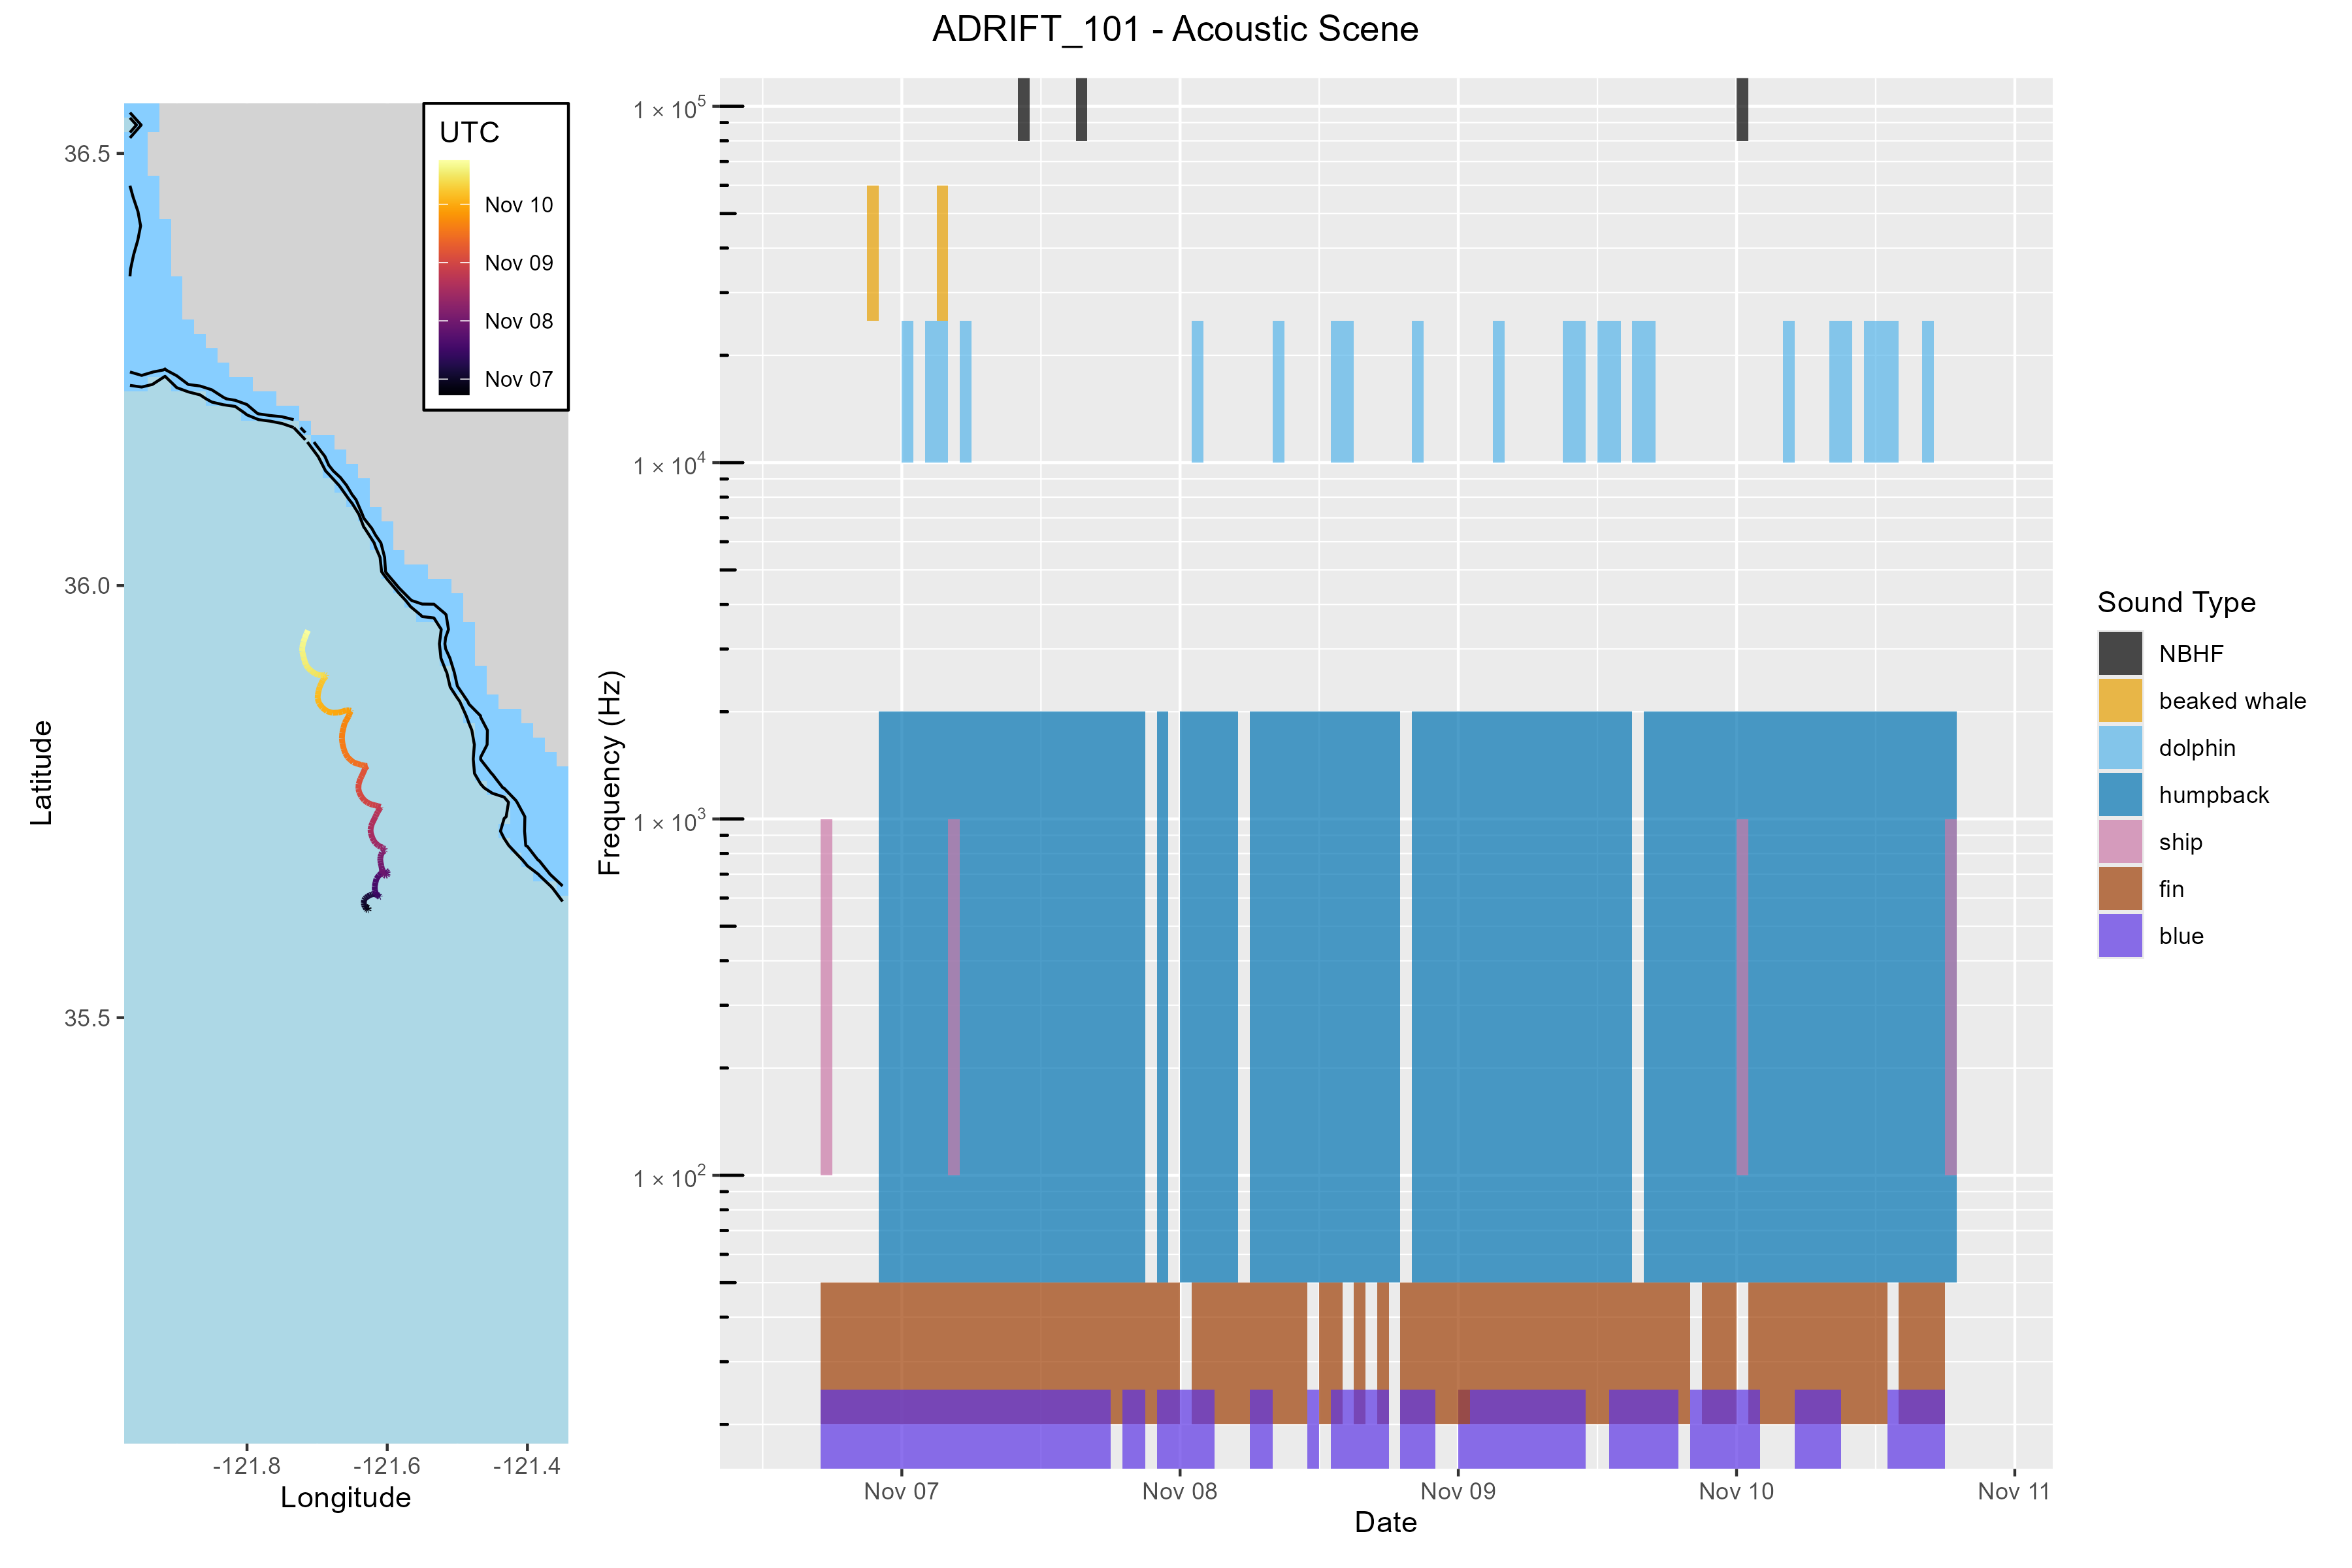 ADRIFT_101 - Acoustic Scene
UTC
Nov 10
Nov 09
Nov 08
Nov 07
36.5
36.0
35.5
Latitude
-121.8
-121.6
-121.4
Longitude
1 × 10⁵
1 × 10⁴
1 × 10³
1 × 10²
Frequency (Hz)
Nov 07
Nov 08
Nov 09
Nov 10
Nov 11
Date
Sound Type
NBHF
beaked whale
dolphin
humpback
ship
fin
blue